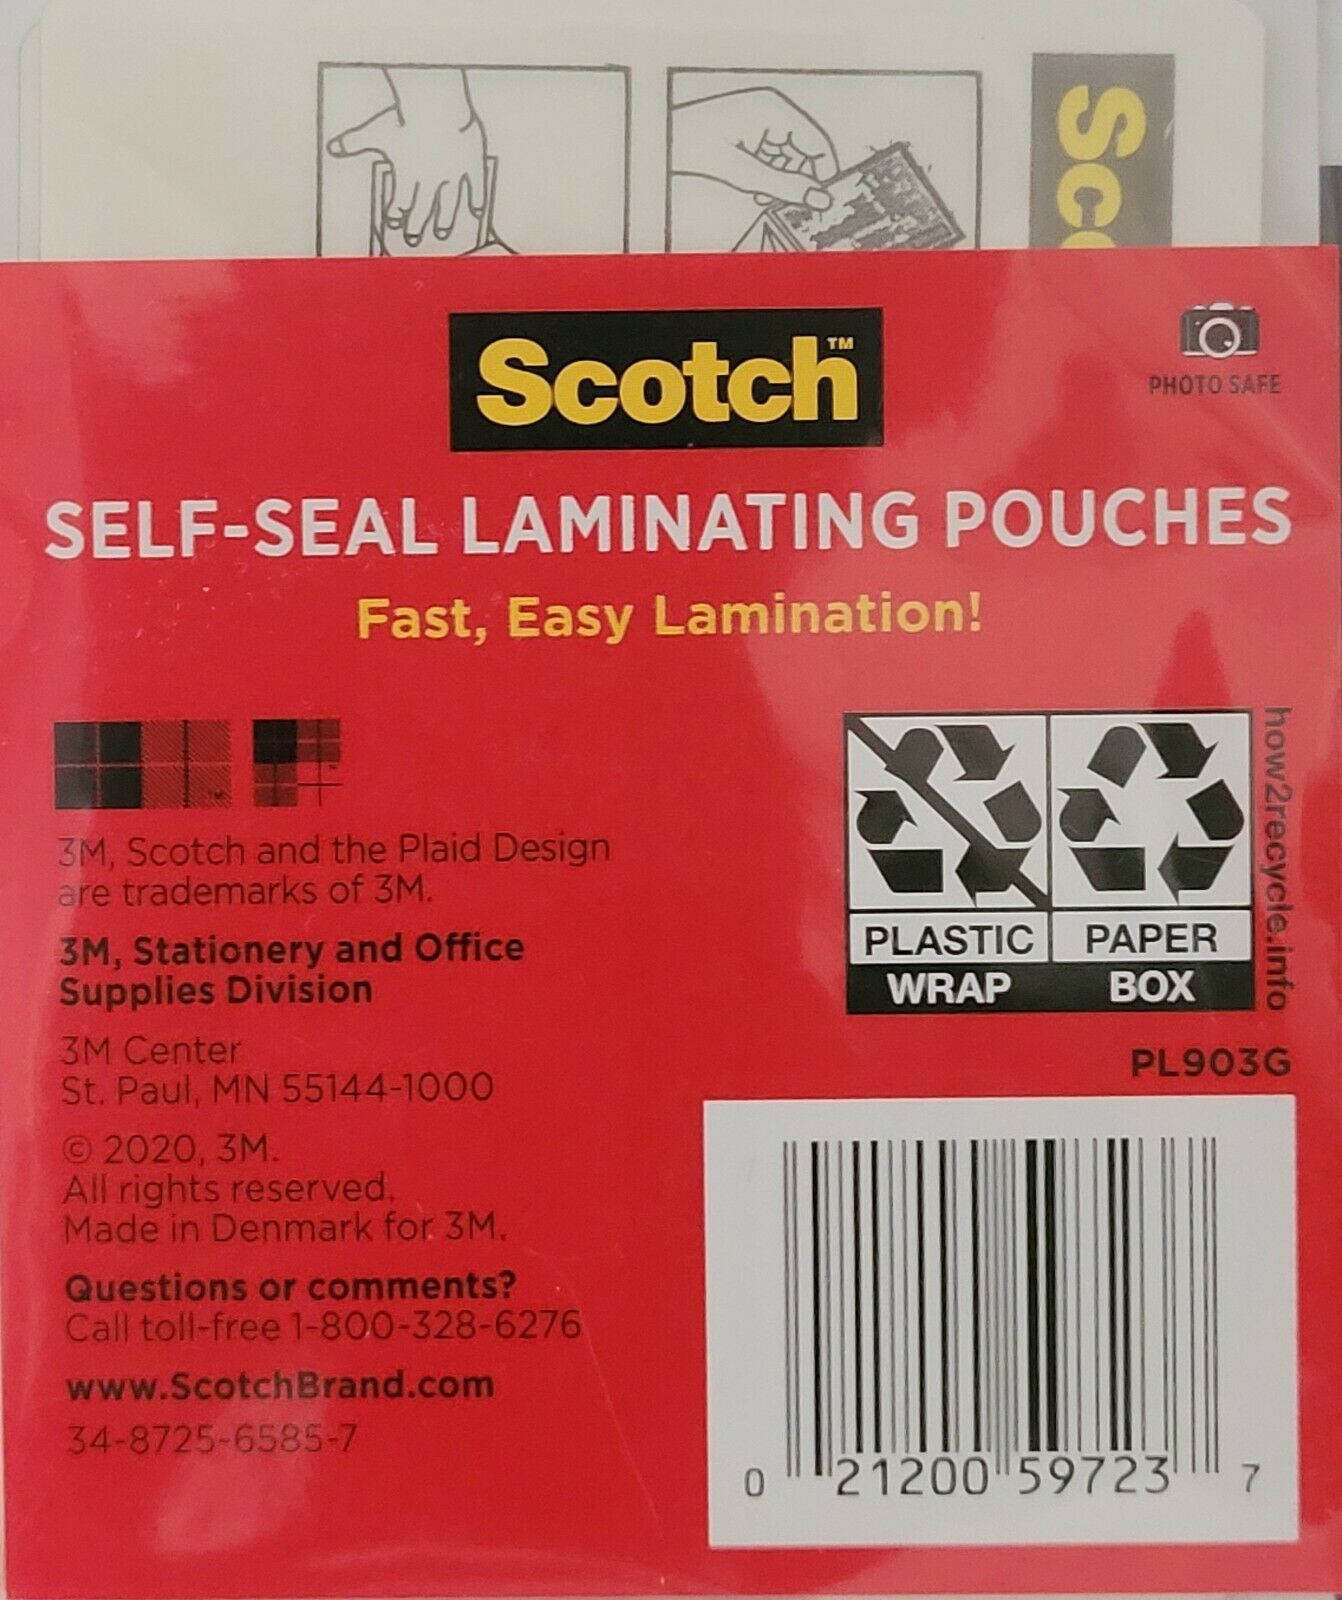 Sco
Scotch™
PHOTO SAFE
SELF-SEAL LAMINATING POUCHES
Fast, Easy Lamination!
3M, Scotch and the Plaid Design
are trademarks of 3M.
3M, Stationery and Office
Supplies Division
3M Center
St. Paul, MN 55144-1000
© 2020, 3M.
All rights reserved.
Made in Denmark for 3M.
Questions or comments?
Call toll-free 1-800-328-6276
www.ScotchBrand.com
34-8725-6585-7
PLASTIC PAPER
WRAP BOX
how2recycle.info
PL903G
0 21200 59723 7